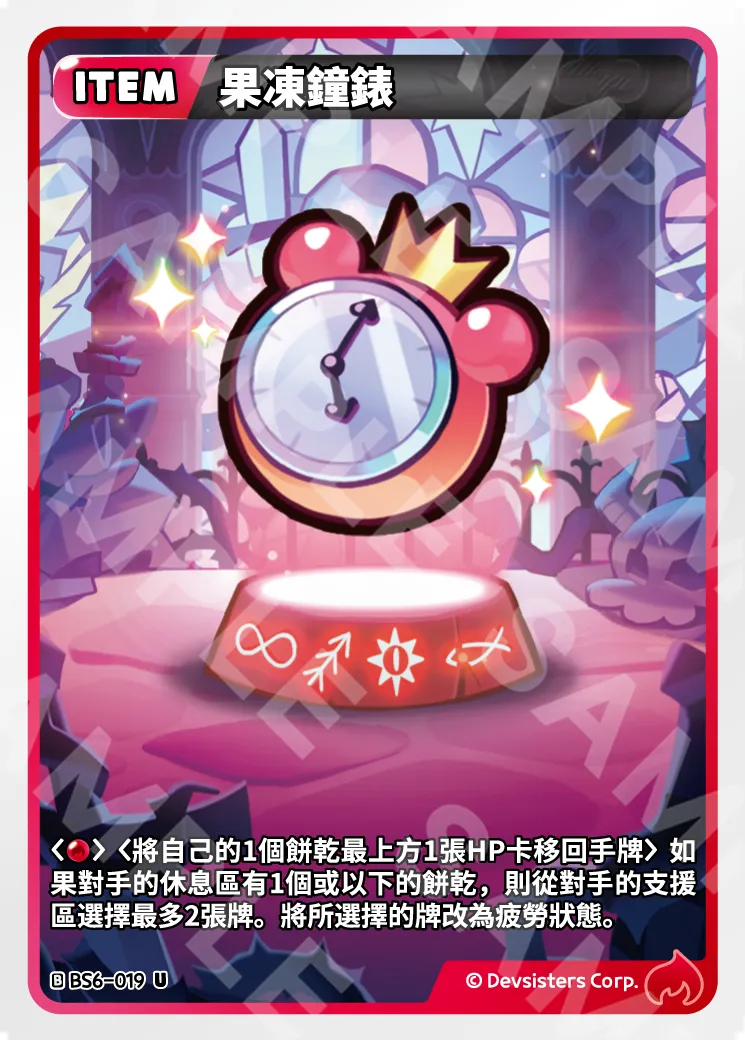 ITEM 果凍鐘錶
SAMPLE
〈🔴〉〈將自己的1個餅乾最上方1張HP卡移回手牌〉如
果對手的休息區有1個或以下的餅乾，則從對手的支援
區選擇最多2張牌。將所選擇的牌改為疲勞狀態。
B BS6-019 U
© Devsisters Corp.